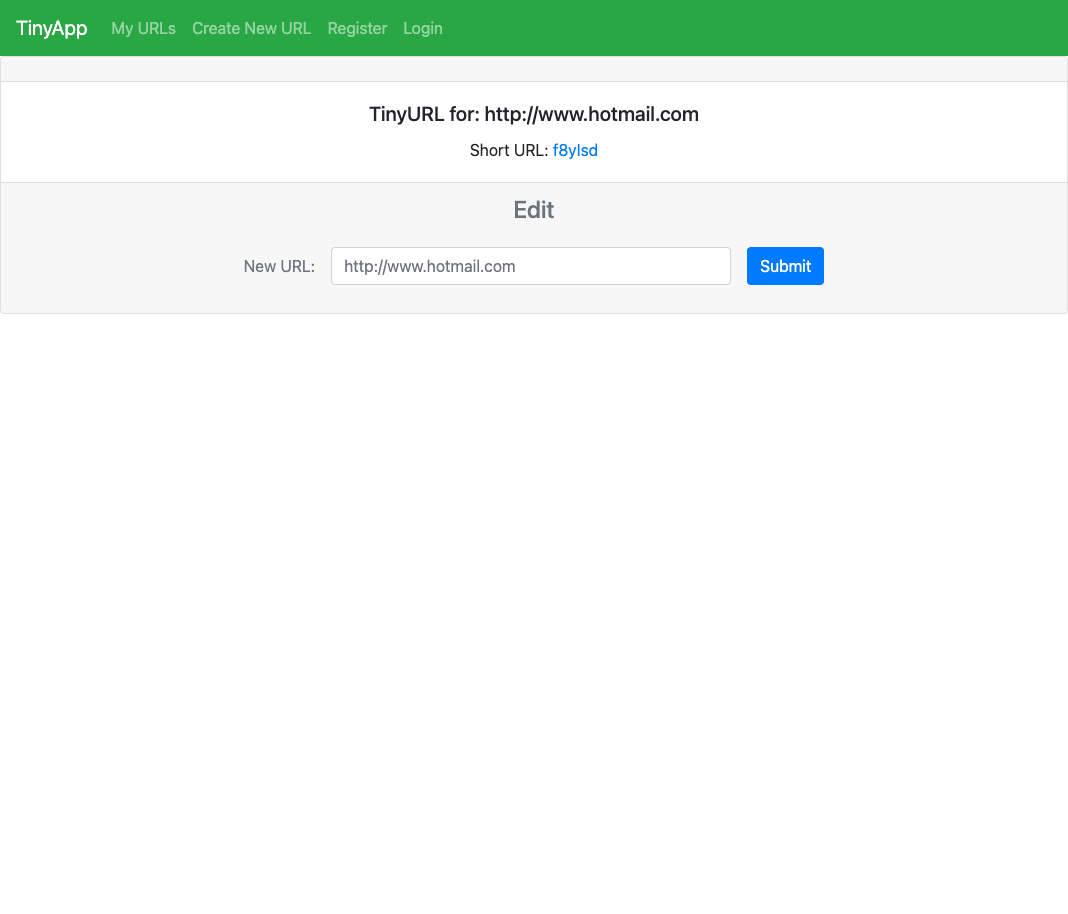 TinyApp My URLs Create New URL Register Login
TinyURL for: http://www.hotmail.com
Short URL: f8ylsd
Edit
New URL: http://www.hotmail.com Submit